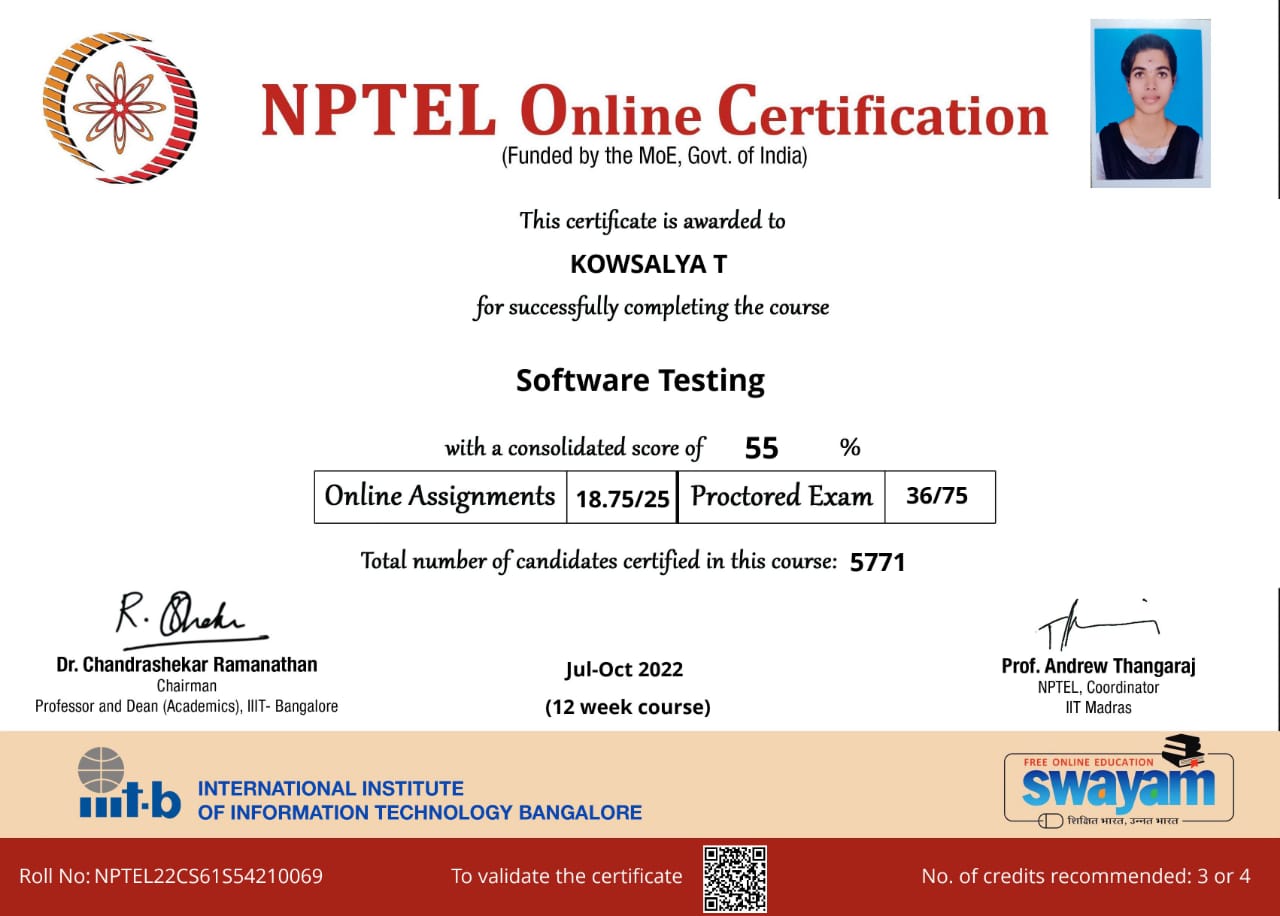 NPTEL Online Certification
(Funded by the MoE, Govt. of India)
This certificate is awarded to
KOWSALYA T
for successfully completing the course
Software Testing
with a consolidated score of 55 %
Online Assignments 18.75/25 Proctored Exam 36/75
Total number of candidates certified in this course: 5771
Dr. Chandrashekar Ramanathan
Chairman
Professor and Dean (Academics), IIIT- Bangalore
Jul-Oct 2022
(12 week course)
Prof. Andrew Thangaraj
NPTEL, Coordinator
IIT Madras
iiit-b
INTERNATIONAL INSTITUTE
OF INFORMATION TECHNOLOGY BANGALORE
FREE ONLINE EDUCATION
swayam
शिक्षित भारत, उन्नत भारत
Roll No: NPTEL22CS61S54210069
To validate the certificate
No. of credits recommended: 3 or 4